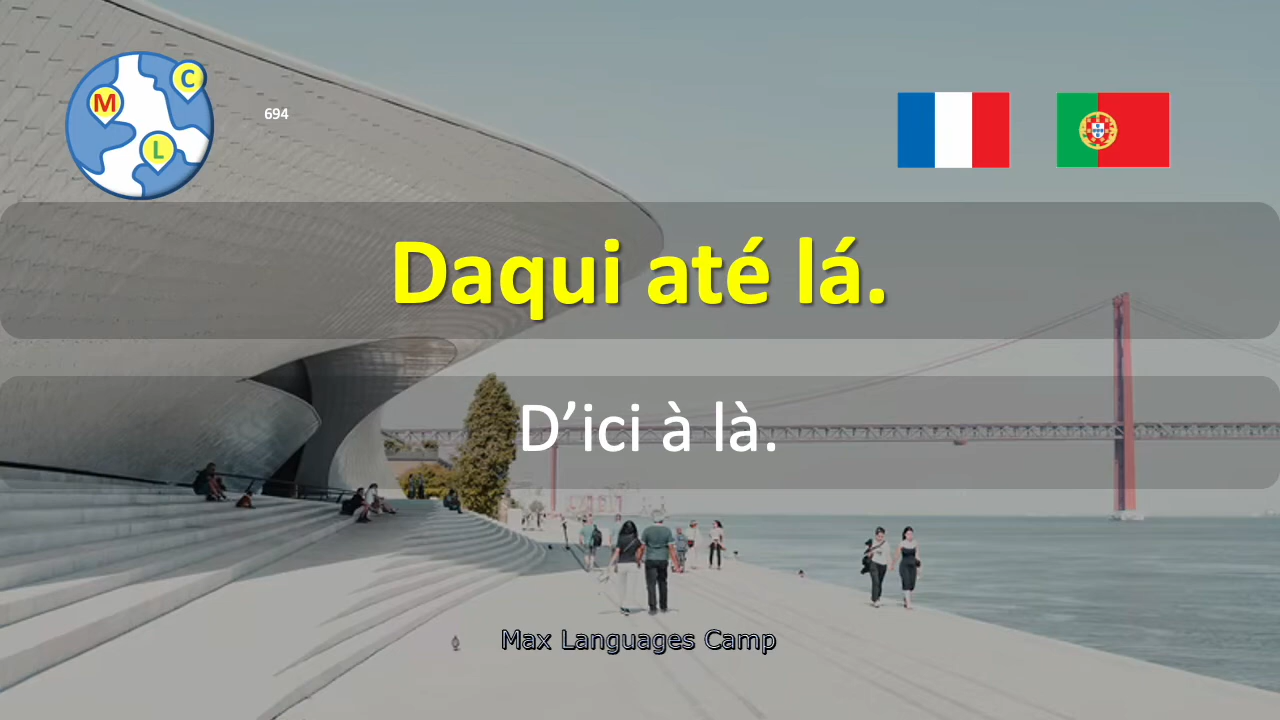 C
M
L
694
Daqui até lá.
D’ici à là.
Max Languages Camp